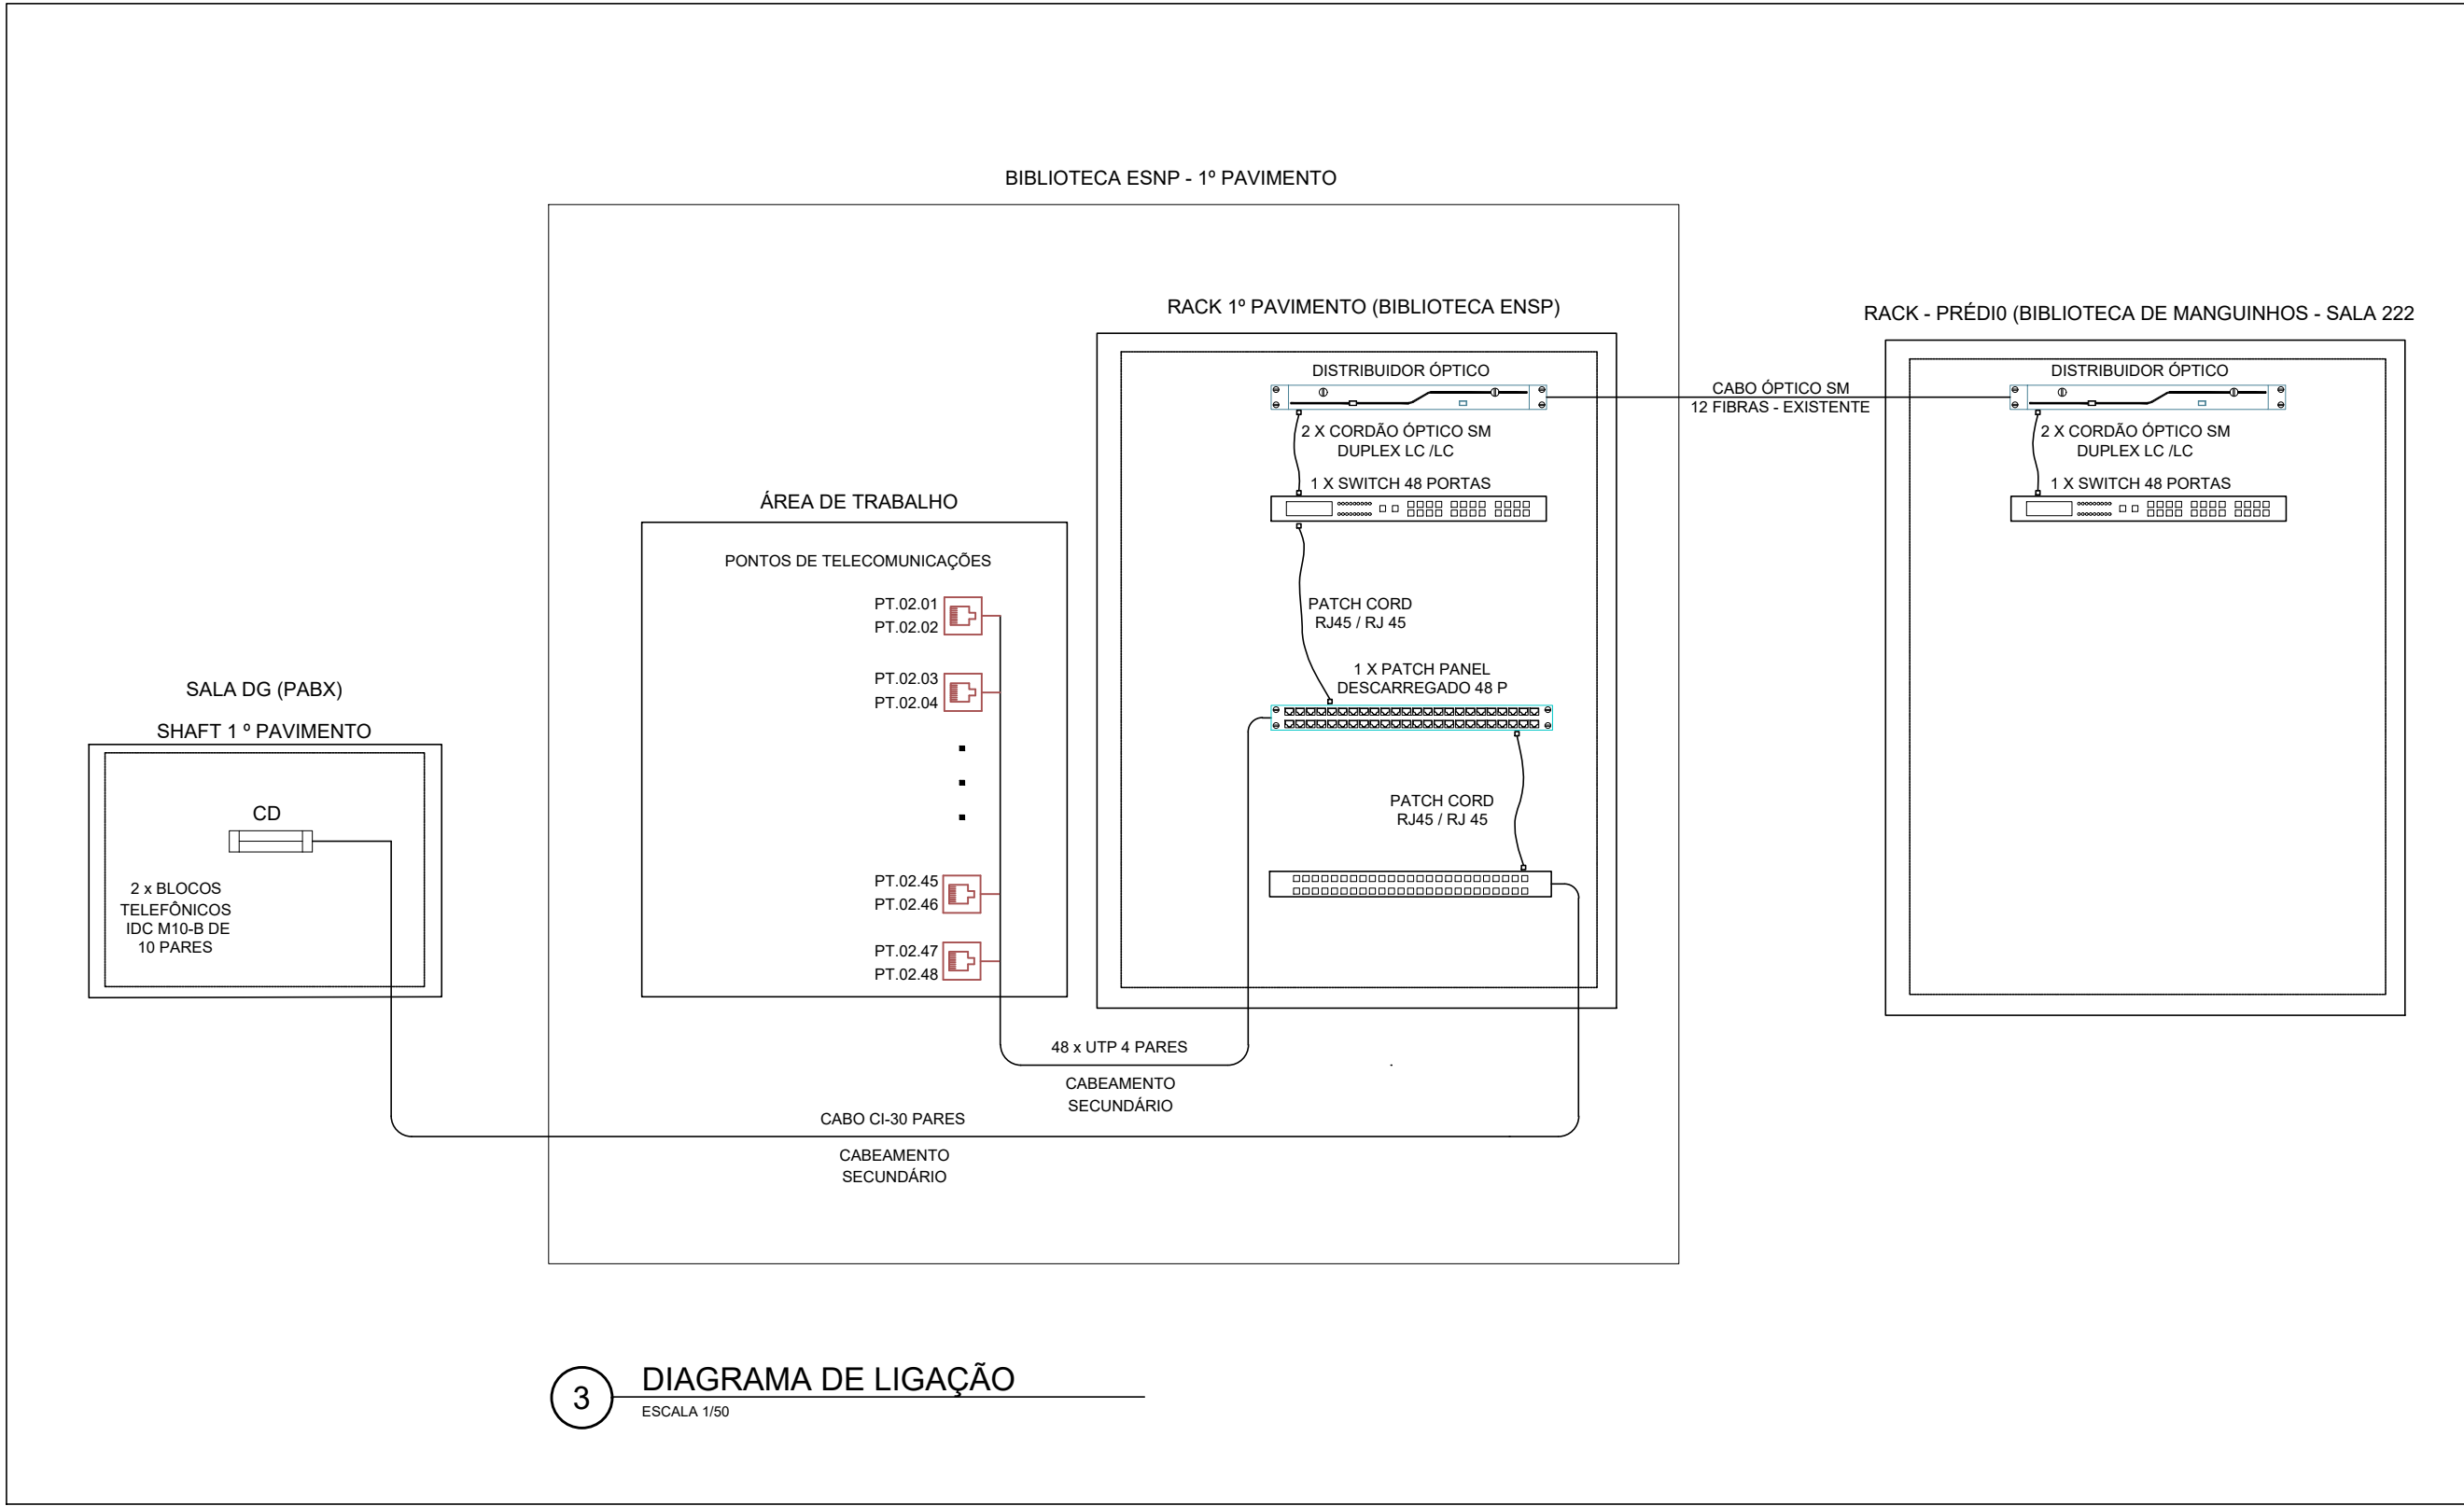 BIBLIOTECA ESNP - 1º PAVIMENTO
RACK 1º PAVIMENTO (BIBLIOTECA ENSP)
DISTRIBUIDOR ÓPTICO
2 X CORDÃO ÓPTICO SM
DUPLEX LC /LC
1 X SWITCH 48 PORTAS
PATCH CORD
RJ45 / RJ 45
1 X PATCH PANEL
DESCARREGADO 48 P
PATCH CORD
RJ45 / RJ 45
CABO ÓPTICO SM
12 FIBRAS - EXISTENTE
RACK - PRÉDI0 (BIBLIOTECA DE MANGUINHOS - SALA 222
DISTRIBUIDOR ÓPTICO
2 X CORDÃO ÓPTICO SM
DUPLEX LC /LC
1 X SWITCH 48 PORTAS
ÁREA DE TRABALHO
PONTOS DE TELECOMUNICAÇÕES
PT.02.01
PT.02.02
PT.02.03
PT.02.04
PT.02.45
PT.02.46
PT.02.47
PT.02.48
SALA DG (PABX)
SHAFT 1 º PAVIMENTO
CD
2 x BLOCOS
TELEFÔNICOS
IDC M10-B DE
10 PARES
48 x UTP 4 PARES
CABEAMENTO
SECUNDÁRIO
CABO CI-30 PARES
CABEAMENTO
SECUNDÁRIO
3
DIAGRAMA DE LIGAÇÃO
ESCALA 1/50